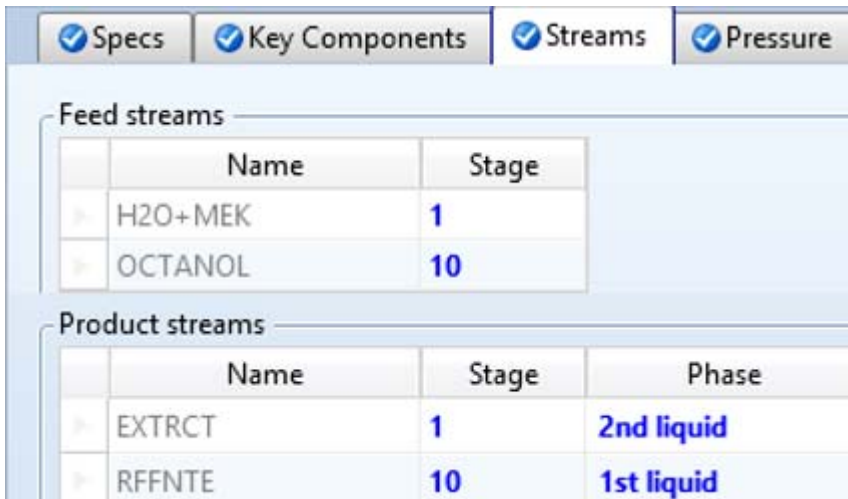 Specs Key Components Streams Pressure
Feed streams
Name Stage
H2O+MEK 1
OCTANOL 10
Product streams
Name Stage Phase
EXTRCT 1 2nd liquid
RFFNTE 10 1st liquid